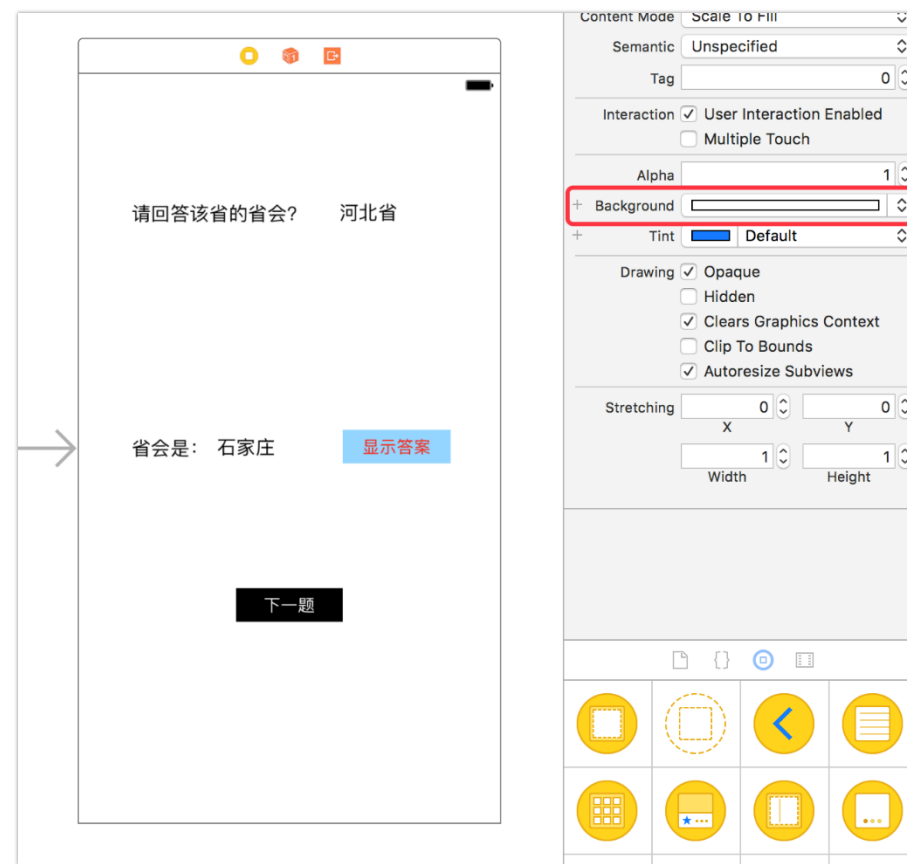 Content Mode Scale To Fill
Semantic Unspecified
Tag 0
Interaction User Interaction Enabled
Multiple Touch
Alpha 1
Background
Tint Default
Drawing Opaque
Hidden
Clears Graphics Context
Clip To Bounds
Autoresize Subviews
Stretching 0 0
X Y
1 1
Width Height
请回答该省的省会? 河北省
省会是: 石家庄 显示答案
下一题